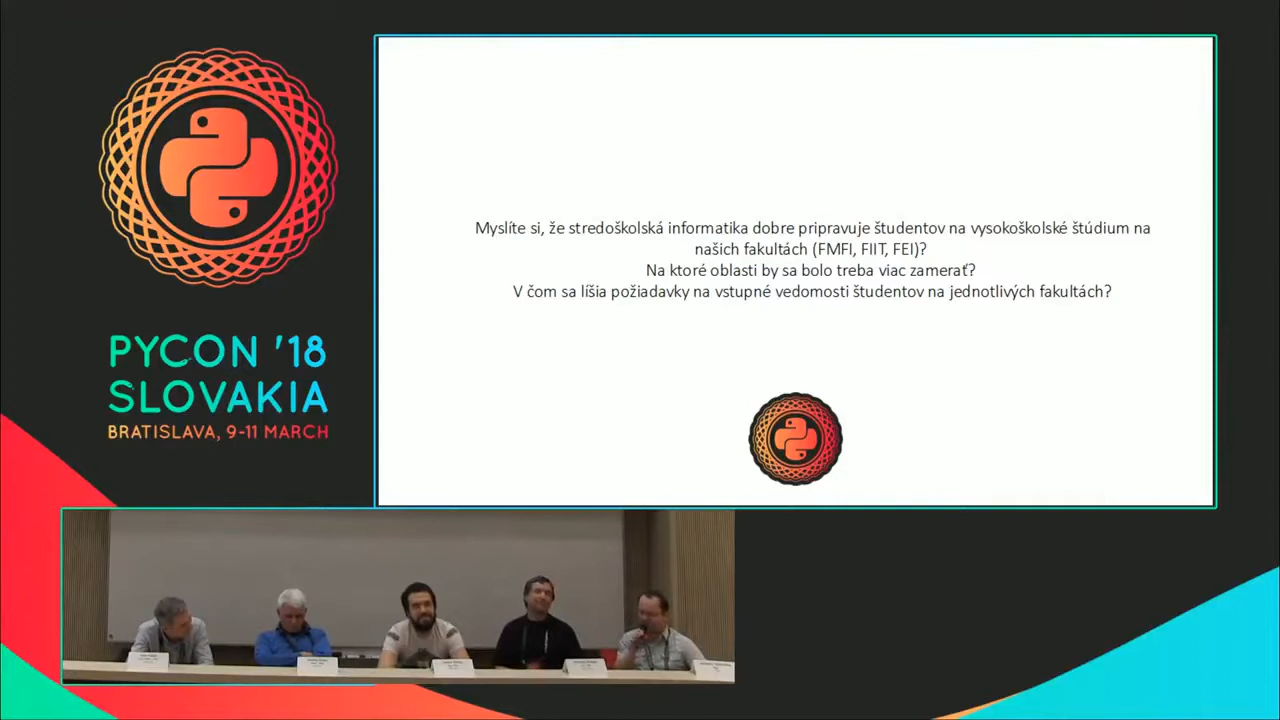 PYCON '18
SLOVAKIA
BRATISLAVA, 9-11 MARCH
Myslíte si, že stredoškolská informatika dobre pripravuje študentov na vysokoškolské štúdium na
našich fakultách (FMFI, FIIT, FEI)?
Na ktoré oblasti by sa bolo treba viac zamerať?
V čom sa líšia požiadavky na vstupné vedomosti študentov na jednotlivých fakultách?